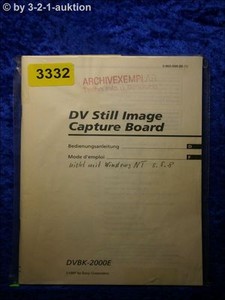 © by 3-2-1-auktion
3332
ARCHIVEXEMPLAR
DV Still Image
Capture Board
Bedienungsanleitung
Mode d'emploi
nicht mit Windows NT
DVBK-2000E